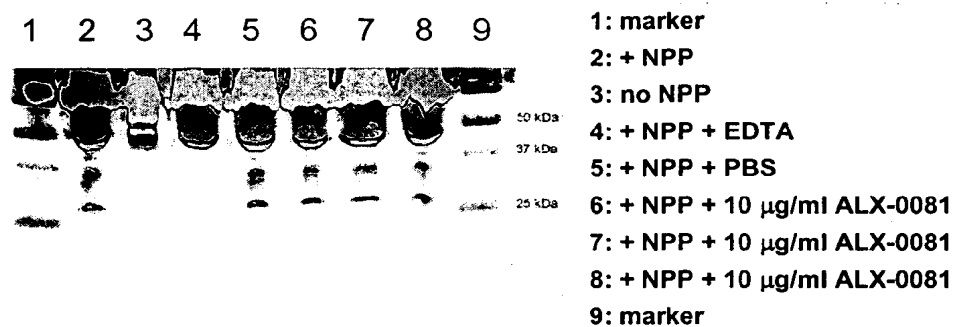 1 2 3 4 5 6 7 8 9
50 kDa
37 kDa
25 kDa
1: marker
2: + NPP
3: no NPP
4: + NPP + EDTA
5: + NPP + PBS
6: + NPP + 10 µg/ml ALX-0081
7: + NPP + 10 µg/ml ALX-0081
8: + NPP + 10 µg/ml ALX-0081
9: marker